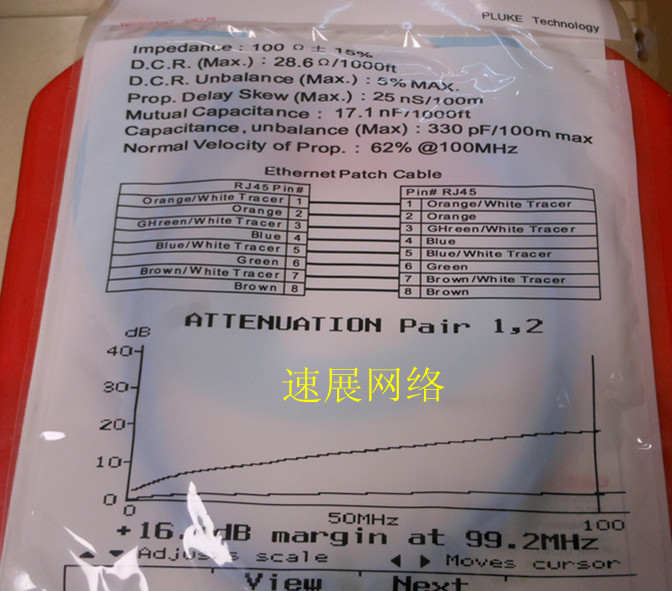 PLUKE Technology
Impedance : 100 Ω ± 15%
D.C.R. (Max.) : 28.6 Ω/1000ft
D.C.R. Unbalance (Max.) : 5% MAX.
Prop. Delay Skew (Max.) : 25 nS/100m
Mutual Capacitance : 17.1 nF/1000ft
Capacitance, unbalance (Max) : 330 pF/100m max
Normal Velocity of Prop. : 62% @100MHz
Ethernet Patch Cable
RJ45 Pin# Pin# RJ45
Orange/White Tracer 1 1 Orange/White Tracer
Orange 2 2 Orange
GHreen/White Tracer 3 3 GHreen/White Tracer
Blue 4 4 Blue
Blue/White Tracer 5 5 Blue/White Tracer
Green 6 6 Green
Brown/White Tracer 7 7 Brown/White Tracer
Brown 8 8 Brown
ATTENUATION Pair 1,2
dB
40
30
速展网络
20
10
0
0 50MHz 100
dB margin at 99.2MHz
Adjusts scale Moves cursor
View Next